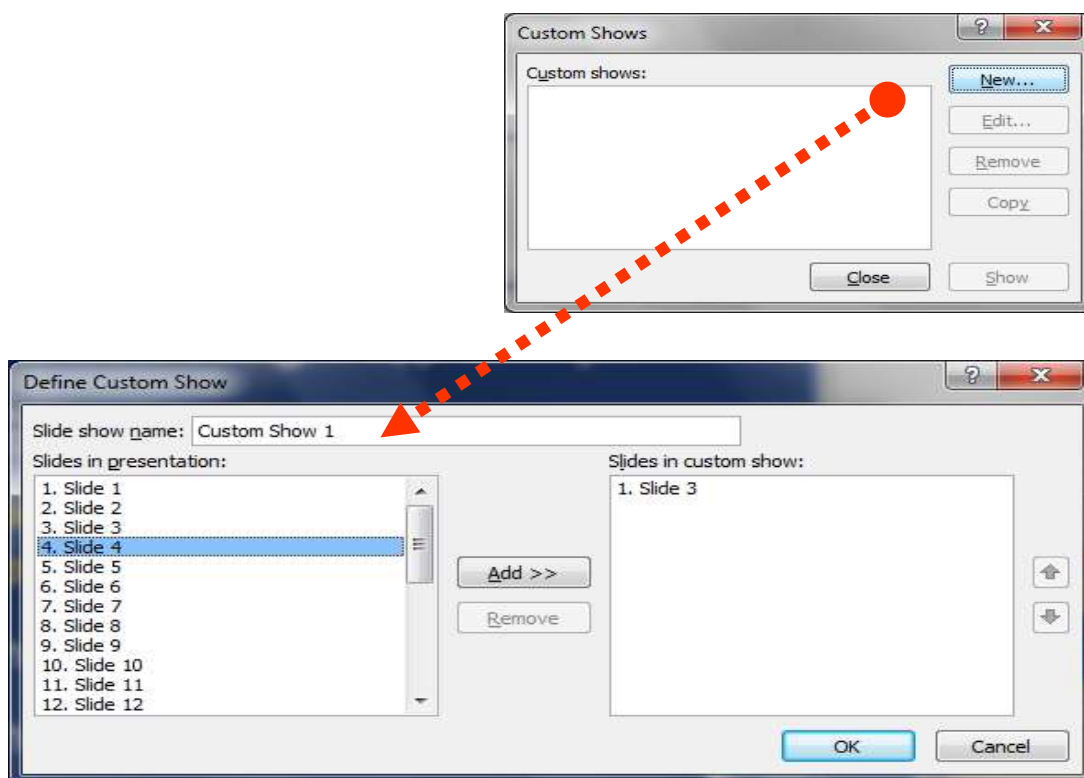 Custom Shows
Custom shows:
New...
Edit...
Remove
Copy
Close
Show
Define Custom Show
Slide show name: Custom Show 1
Slides in presentation:
1. Slide 1
2. Slide 2
3. Slide 3
4. Slide 4
5. Slide 5
6. Slide 6
7. Slide 7
8. Slide 8
9. Slide 9
10. Slide 10
11. Slide 11
12. Slide 12
Add >>
Remove
Slides in custom show:
1. Slide 3
OK
Cancel